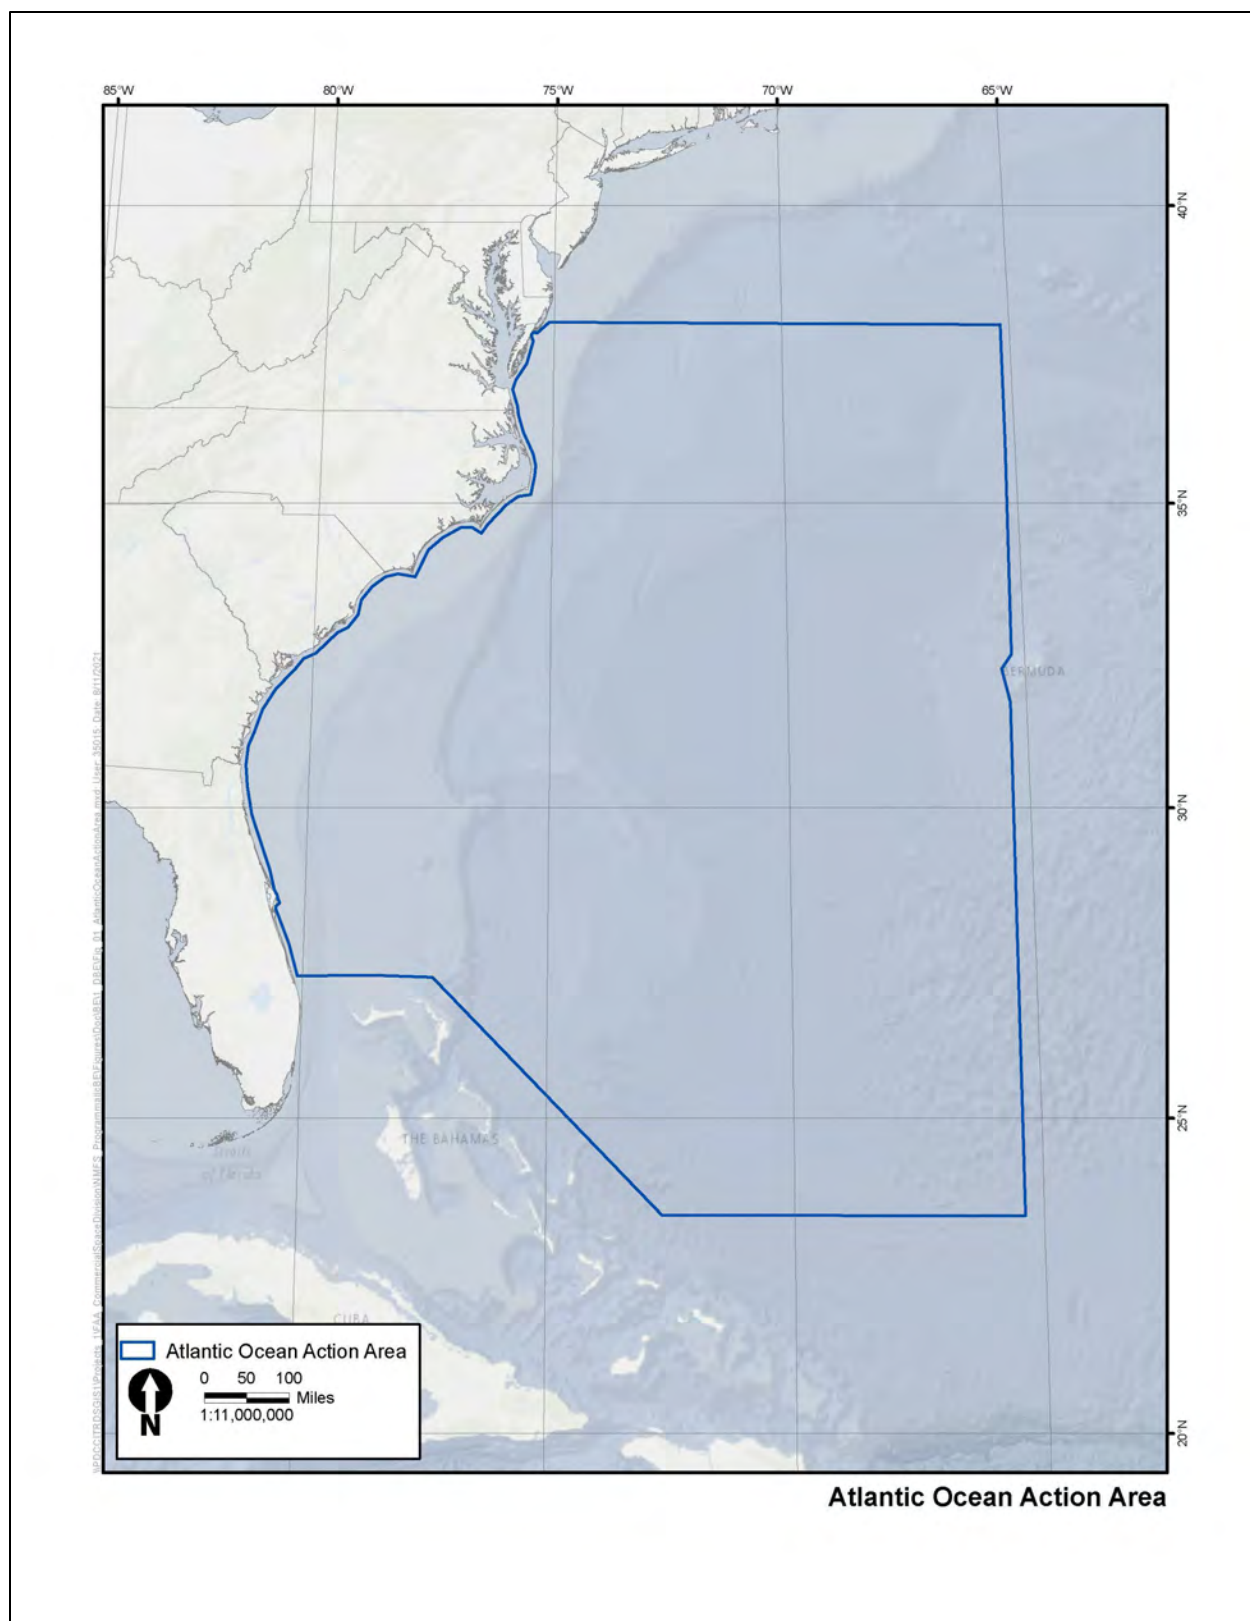 85°W 80°W 75°W 70°W 65°W
40°N
35°N
BERMUDA
30°N
25°N
THE BAHAMAS
Straits
of Florida
20°N
CUBA
Atlantic Ocean Action Area
0 50 100
Miles
1:11,000,000
N
Atlantic Ocean Action Area